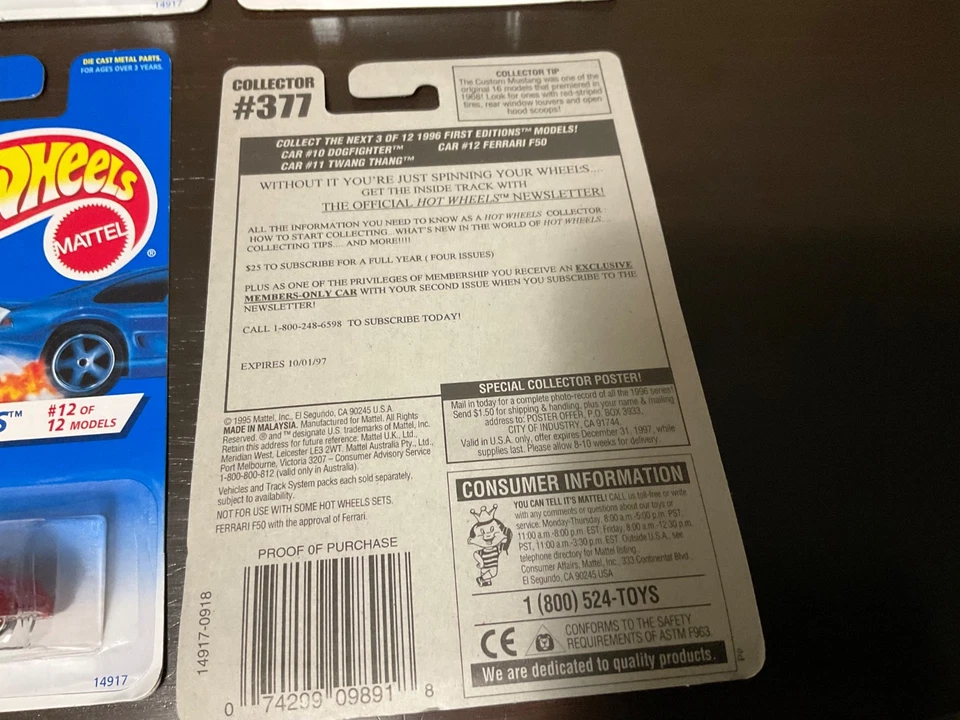 14917
DIE CAST METAL PARTS.
FOR AGES OVER 3 YEARS.
WHEELS
MATTEL
®
S™
#12 OF
12 MODELS
14917
COLLECTOR
#377
COLLECTOR TIP
The Custom Mustang was one of the
original 16 models that premiered in
1968! Look for ones with red-striped
tires, rear window louvers and open
hood scoops!
COLLECT THE NEXT 3 OF 12 1996 FIRST EDITIONS™ MODELS!
CAR #10 DOGFIGHTER™ CAR #12 FERRARI F50
CAR #11 TWANG THANG™
WITHOUT IT YOU'RE JUST SPINNING YOUR WHEELS....
GET THE INSIDE TRACK WITH
THE OFFICIAL HOT WHEELS™ NEWSLETTER!
ALL THE INFORMATION YOU NEED TO KNOW AS A HOT WHEELS COLLECTOR
HOW TO START COLLECTING...WHAT'S NEW IN THE WORLD OF HOT WHEELS...
COLLECTING TIPS.... AND MORE!!!!
$25 TO SUBSCRIBE FOR A FULL YEAR ( FOUR ISSUES)
PLUS AS ONE OF THE PRIVILEGES OF MEMBERSHIP YOU RECEIVE AN EXCLUSIVE
MEMBERS-ONLY CAR WITH YOUR SECOND ISSUE WHEN YOU SUBSCRIBE TO THE
NEWSLETTER!
CALL 1-800-248-6598 TO SUBSCRIBE TODAY!
EXPIRES 10/01/97
SPECIAL COLLECTOR POSTER!
Mail in today for a complete photo-record of all the 1996 series!
Send $1.50 for shipping & handling, plus your name & mailing
address to: POSTER OFFER, P.O. BOX 3933,
CITY OF INDUSTRY, CA 91744.
Valid in U.S.A. only, offer expires December 31, 1997, while
supplies last. Please allow 8-10 weeks for delivery.
© 1995 Mattel, Inc., El Segundo, CA 90245 U.S.A.
MADE IN MALAYSIA. Manufactured for Mattel. All Rights
Reserved. ® and ™ designate U.S. trademarks of Mattel, Inc.
Retain this address for future reference: Mattel U.K., Ltd.,
Meridian West, Leicester LE3 2WT. Mattel Australia Pty., Ltd.,
Port Melbourne, Victoria 3207 – Consumer Advisory Service
1-800-800-812 (valid only in Australia).
Vehicles and Track System packs each sold separately,
subject to availability.
NOT FOR USE WITH SOME HOT WHEELS SETS.
FERRARI F50 with the approval of Ferrari.
CONSUMER INFORMATION
YOU CAN TELL IT'S MATTEL! CALL us toll-free or write
with any comments or questions about our toys or
service. Monday-Thursday, 8:00 a.m.-5:00 p.m. PST,
11:00 a.m.-8:00 p.m. EST; Friday, 8:00 a.m.-12:30 p.m.
PST, 11:00 a.m.-3:30 p.m. EST. Outside U.S.A., see
telephone directory for Mattel listing.
Consumer Affairs, Mattel, Inc., 333 Continental Blvd.
El Segundo, CA 90245 USA
1 (800) 524-TOYS
CE
CONFORMS TO THE SAFETY
REQUIREMENTS OF ASTM F963.
We are dedicated to quality products.
PROOF OF PURCHASE
14917-0918
0 74299 09891 8